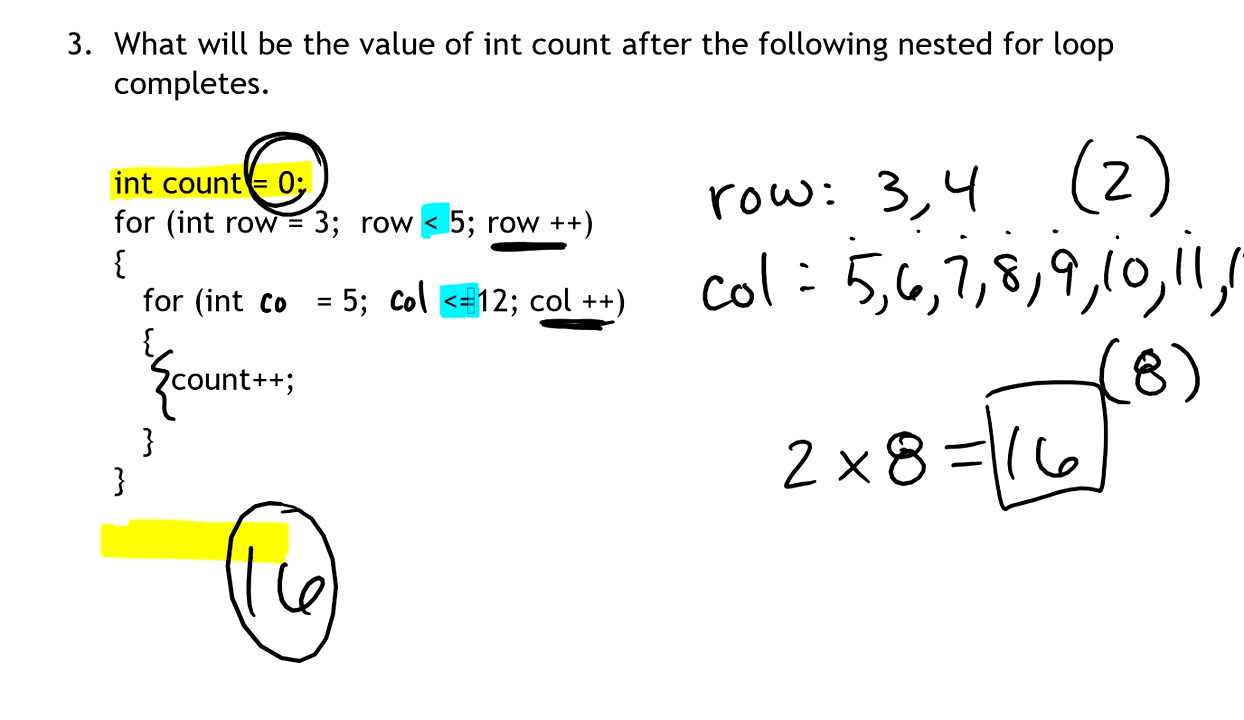 3. What will be the value of int count after the following nested for loop
completes.
int count = 0;
for (int row = 3; row < 5; row ++)
{
for (int co = 5; col <=12; col ++)
{
count++;
}
}
16
row: 3,4 (2)
col: 5,6,7,8,9,10,11,1
(8)
2 x 8 = 16